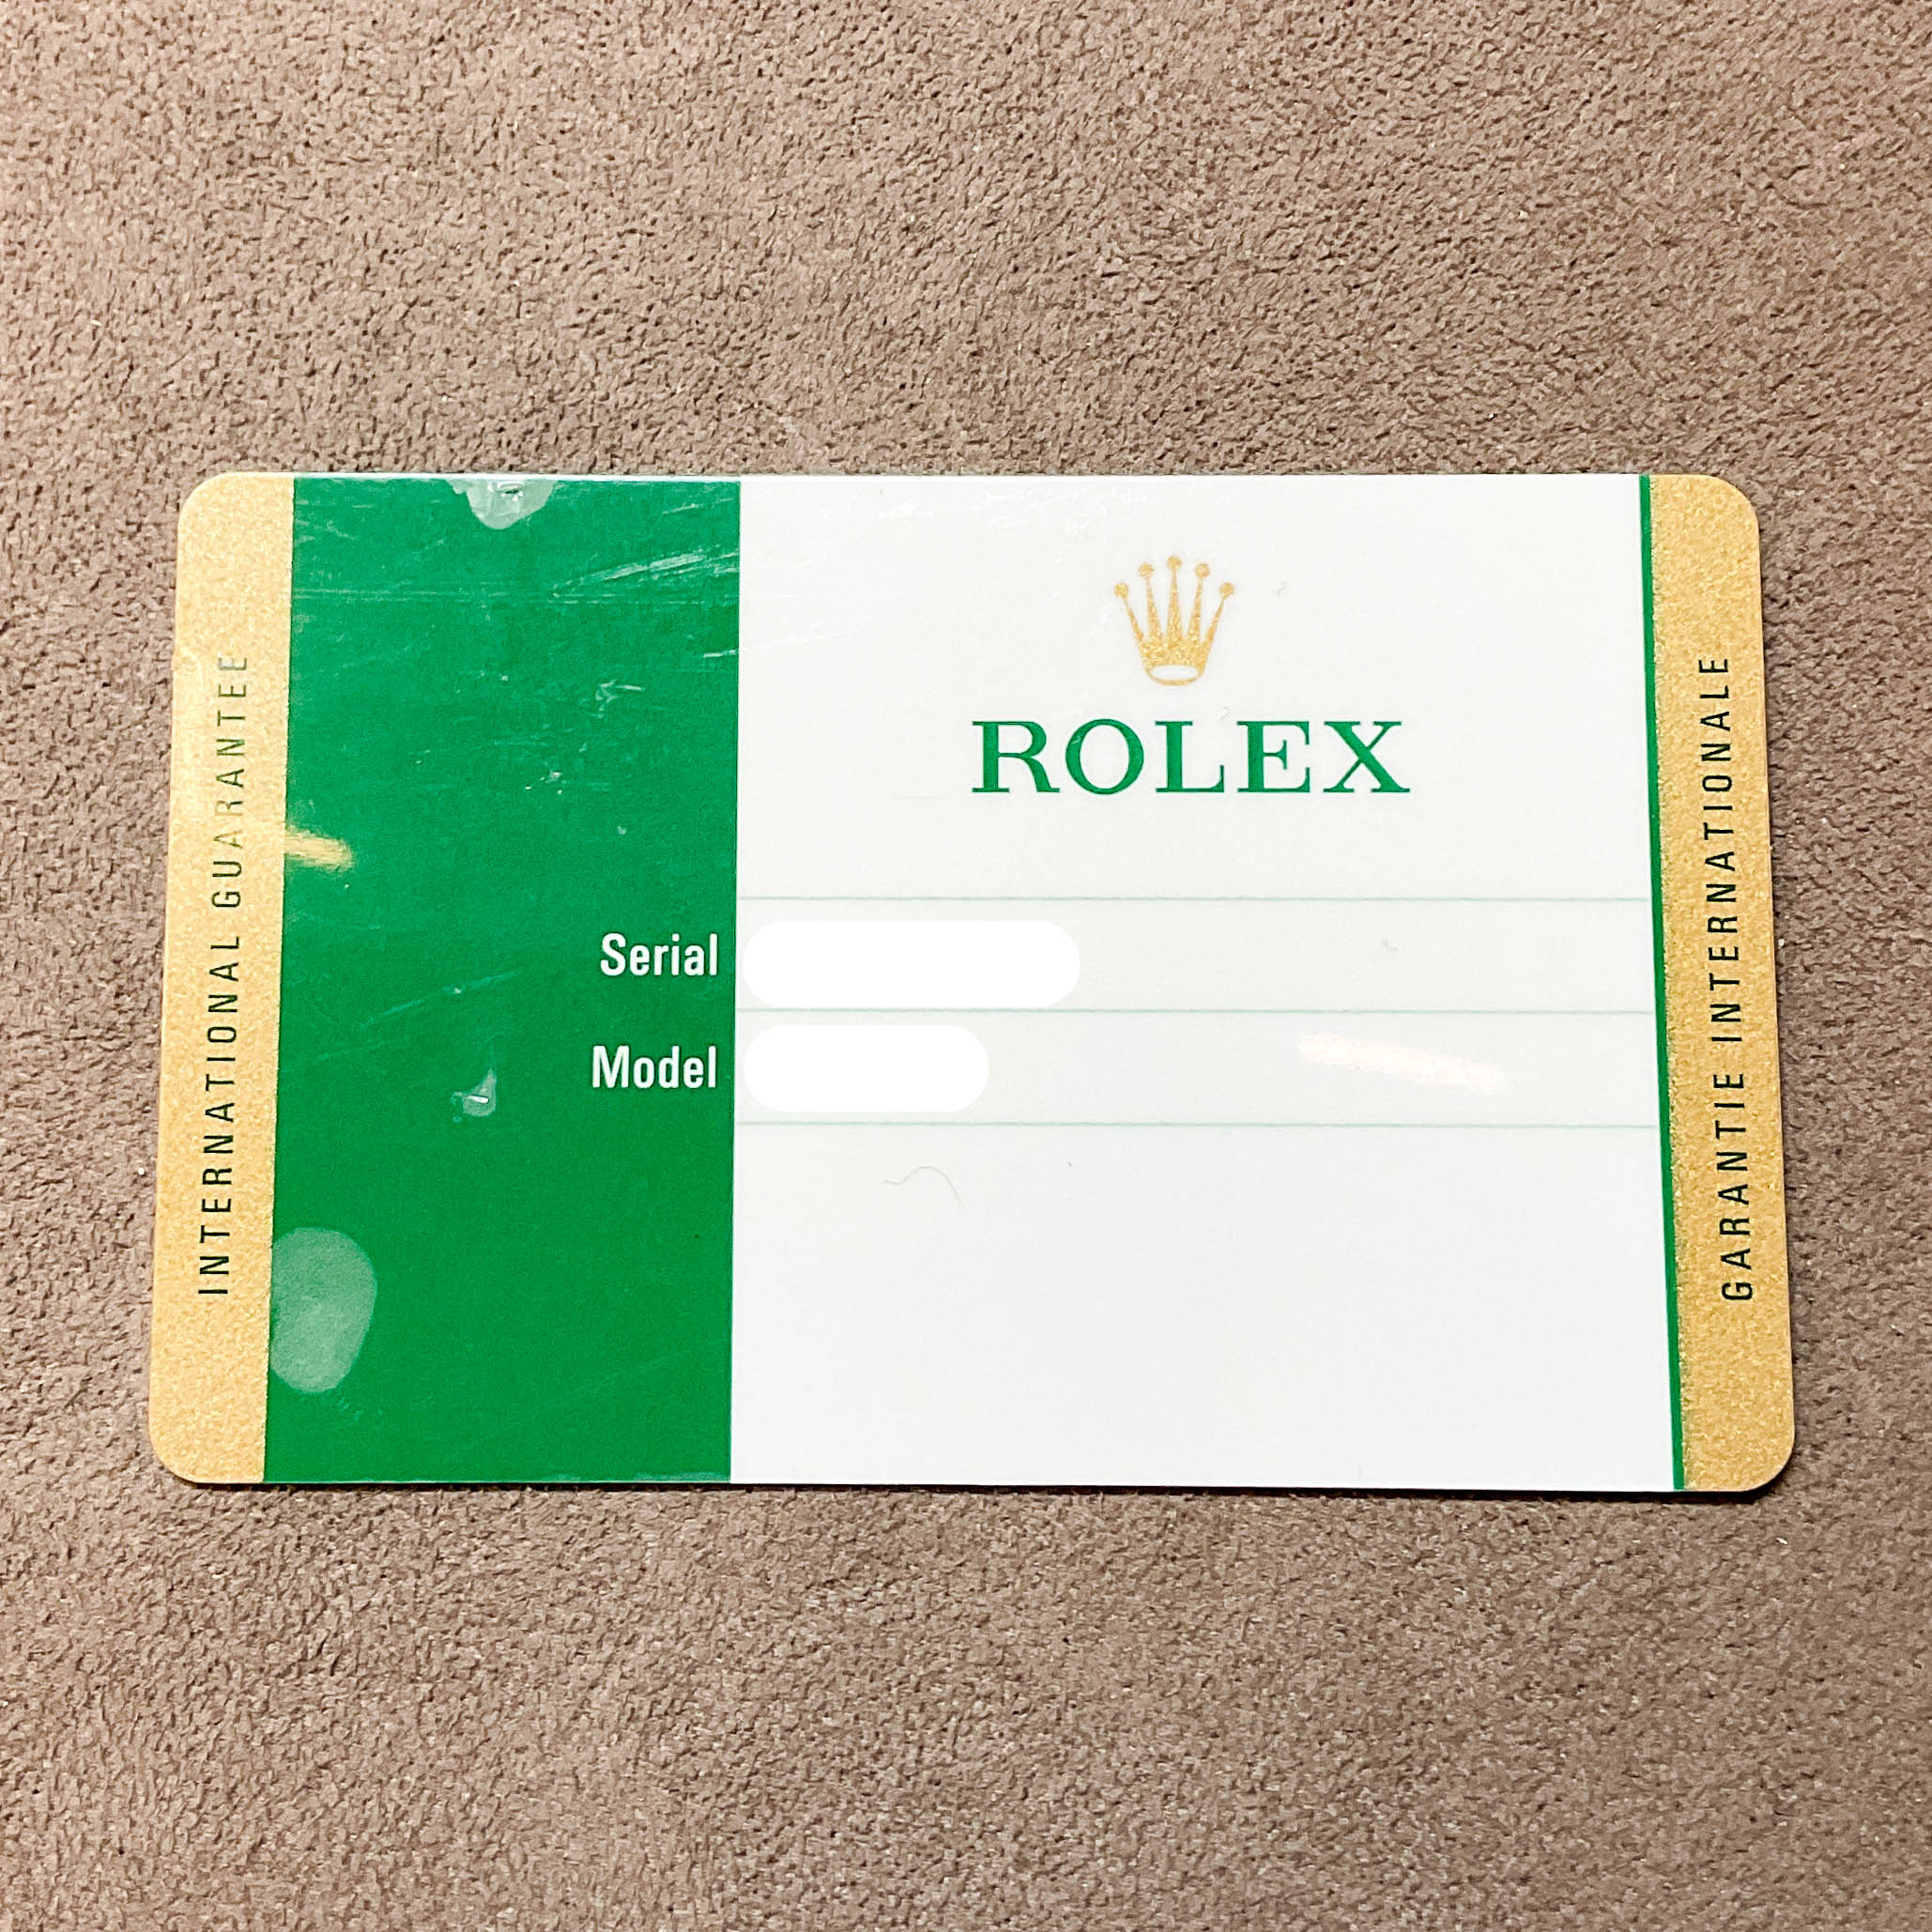 INTERNATIONAL GUARANTEE
ROLEX
Serial
Model
GARANTIE INTERNATIONALE